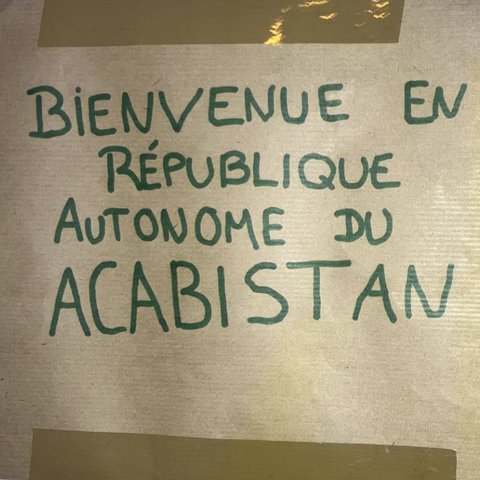 BIENVENUE EN
RÉPUBLIQUE
AUTONOME DU
ACABISTAN